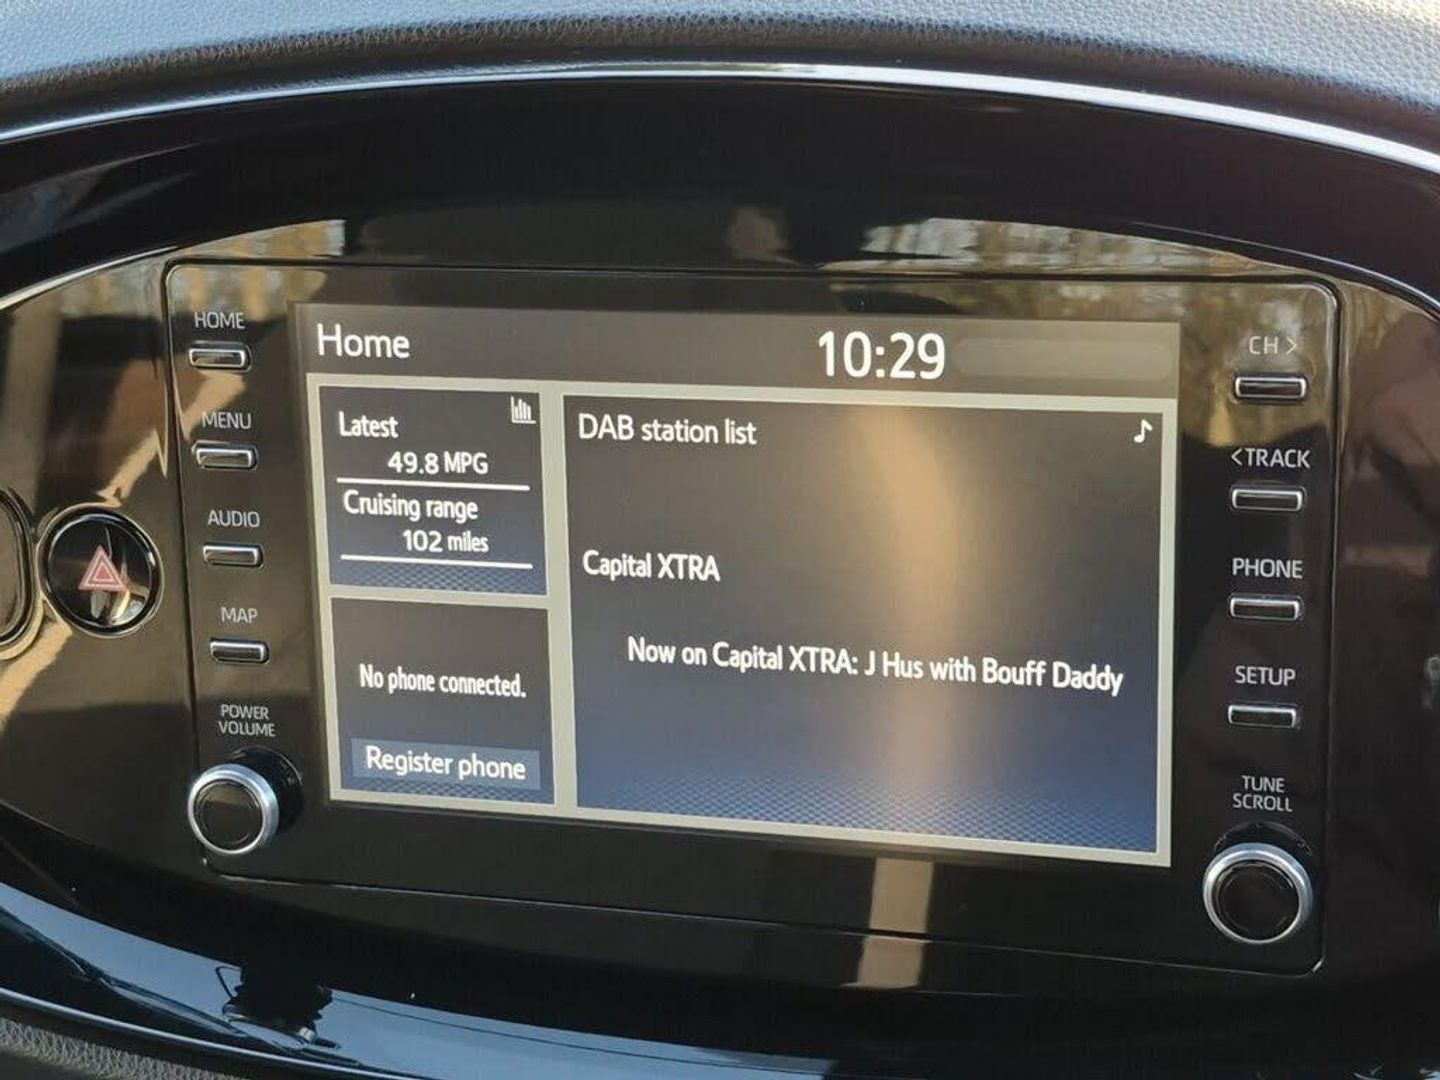 HOME
MENU
AUDIO
MAP
POWER
VOLUME
Home
10:29
Latest
49.8 MPG
Cruising range
102 miles
No phone connected.
Register phone
DAB station list
Capital XTRA
Now on Capital XTRA: J Hus with Bouff Daddy
CH >
<TRACK
PHONE
SETUP
TUNE
SCROLL